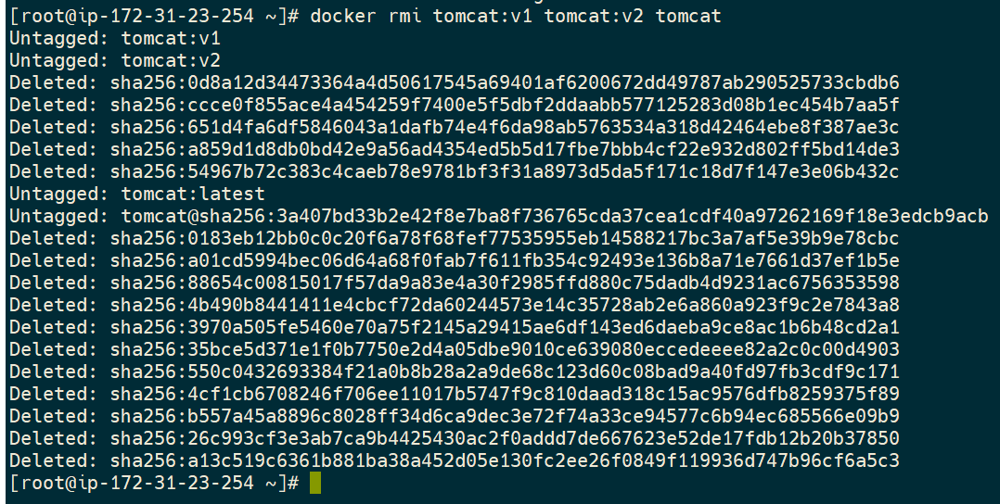 [root@ip-172-31-23-254 ~]# docker rmi tomcat:v1 tomcat:v2 tomcat
Untagged: tomcat:v1
Untagged: tomcat:v2
Deleted: sha256:0d8a12d34473364a4d50617545a69401af6200672dd49787ab290525733cbdb6
Deleted: sha256:ccce0f855ace4a454259f7400e5f5dbf2ddaabb577125283d08b1ec454b7aa5f
Deleted: sha256:651d4fa6df5846043a1dafb74e4f6da98ab5763534a318d42464ebe8f387ae3c
Deleted: sha256:a859d1d8db0bd42e9a56ad4354ed5b5d17fbe7bbb4cf22e932d802ff5bd14de3
Deleted: sha256:54967b72c383c4caeb78e9781bf3f31a8973d5da5f171c18d7f147e3e06b432c
Untagged: tomcat:latest
Untagged: tomcat@sha256:3a407bd33b2e42f8e7ba8f736765cda37cea1cdf40a97262169f18e3edcb9acb
Deleted: sha256:0183eb12bb0c0c20f6a78f68fef77535955eb14588217bc3a7af5e39b9e78cbc
Deleted: sha256:a01cd5994bec06d64a68f0fab7f611fb354c92493e136b8a71e7661d37ef1b5e
Deleted: sha256:88654c00815017f57da9a83e4a30f2985ffd880c75dadb4d9231ac6756353598
Deleted: sha256:4b490b8441411e4cbcf72da60244573e14c35728ab2e6a860a923f9c2e7843a8
Deleted: sha256:3970a505fe5460e70a75f2145a29415ae6df143ed6daeba9ce8ac1b6b48cd2a1
Deleted: sha256:35bce5d371e1f0b7750e2d4a05dbe9010ce639080eccedeeee82a2c0c00d4903
Deleted: sha256:550c0432693384f21a0b8b28a2a9de68c123d60c08bad9a40fd97fb3cdf9c171
Deleted: sha256:4cf1cb6708246f706ee11017b5747f9c810daad318c15ac9576dfb8259375f89
Deleted: sha256:b557a45a8896c8028ff34d6ca9dec3e72f74a33ce94577c6b94ec685566e09b9
Deleted: sha256:26c993cf3e3ab7ca9b4425430ac2f0addd7de667623e52de17fdb12b20b37850
Deleted: sha256:a13c519c6361b881ba38a452d05e130fc2ee26f0849f119936d747b96cf6a5c3
[root@ip-172-31-23-254 ~]#